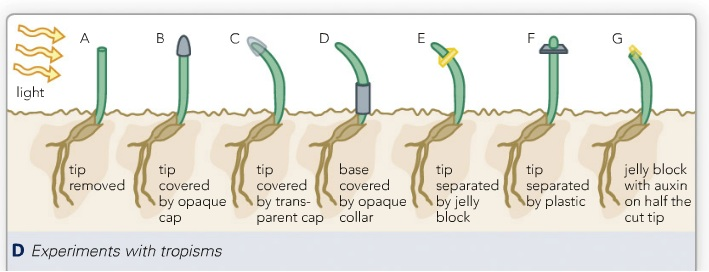 A
B
C
D
E
F
G
light
tip
removed
tip
covered
by opaque
cap
tip
covered
by trans-
parent cap
base
covered
by opaque
collar
tip
separated
by jelly
block
tip
separated
by plastic
jelly block
with auxin
on half the
cut tip
D Experiments with tropisms